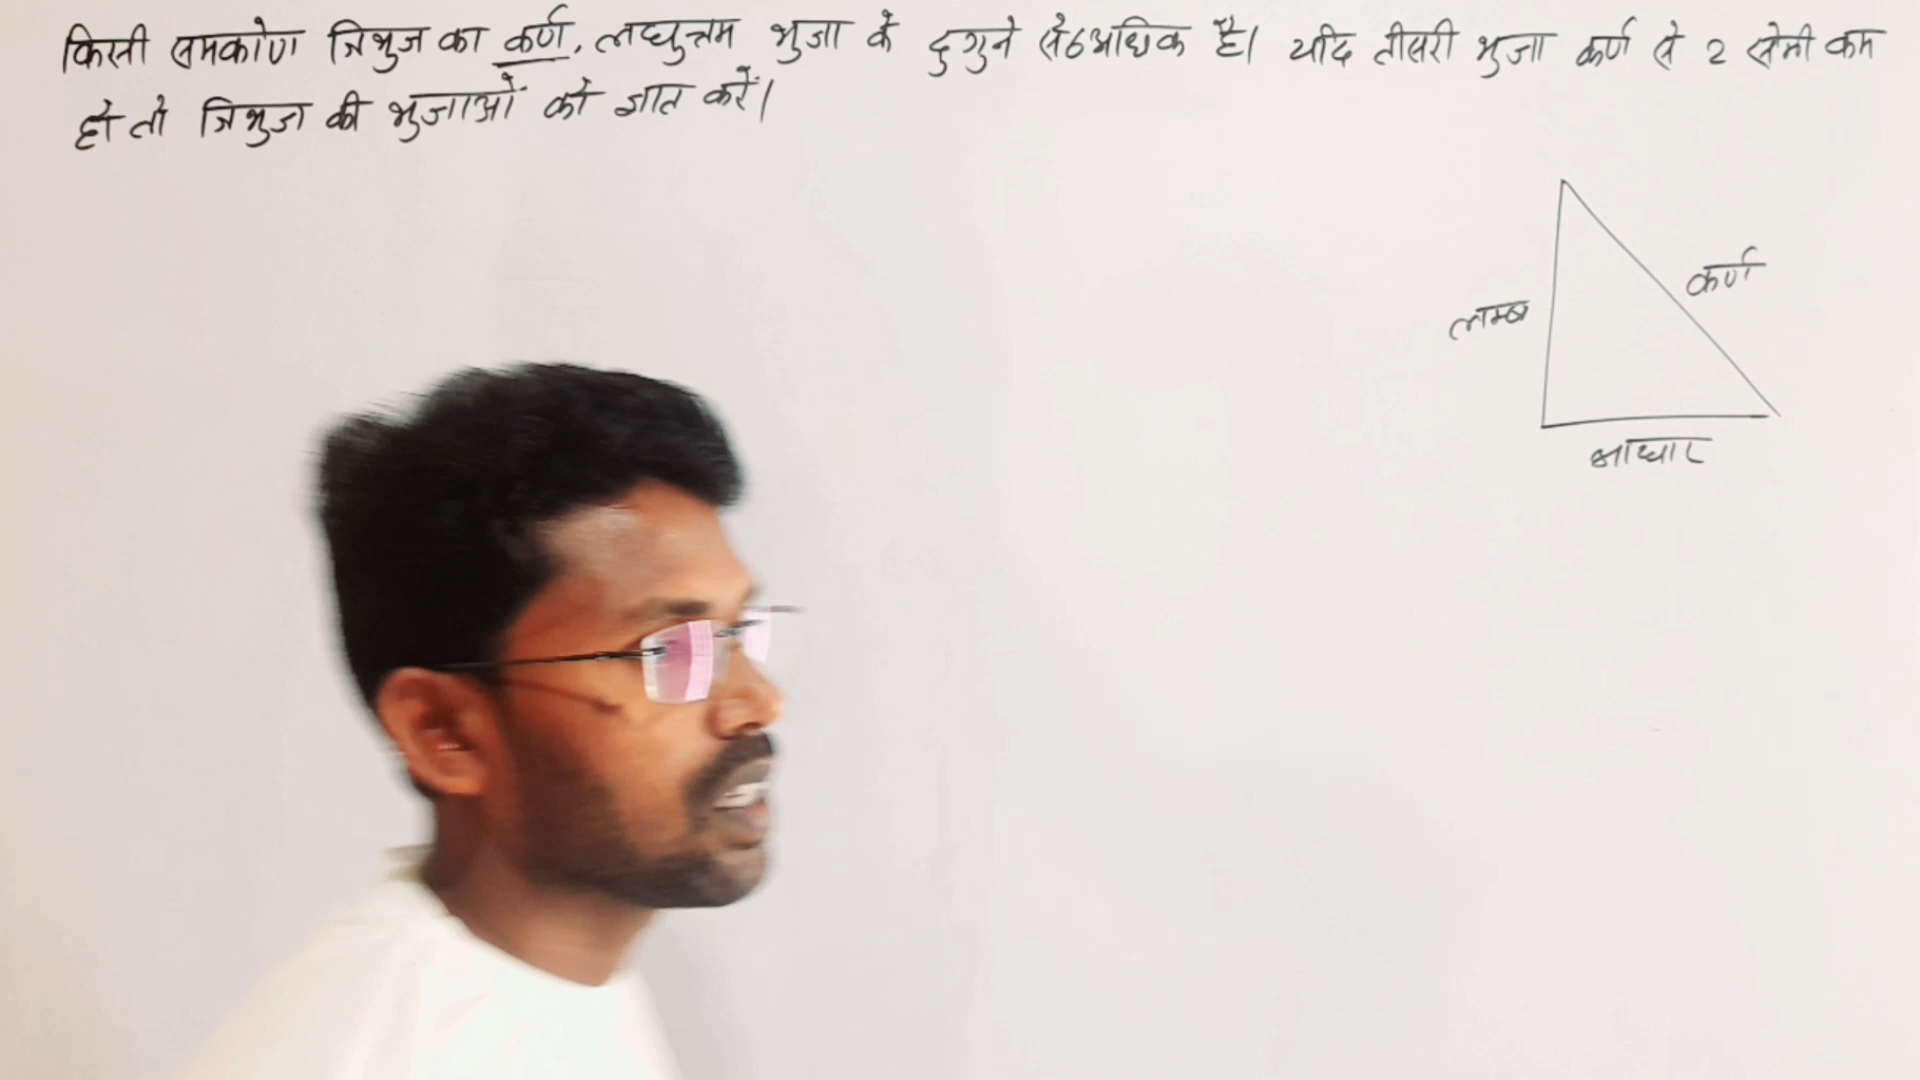 किसी समकोण त्रिभुज का कर्ण, लघुत्तम भुजा के दुगुने से 6 अधिक है। यदि तीसरी भुजा कर्ण से 2 सेमी कम
हो तो त्रिभुज की भुजाओं को ज्ञात करें।
कर्ण
लम्ब
आधार